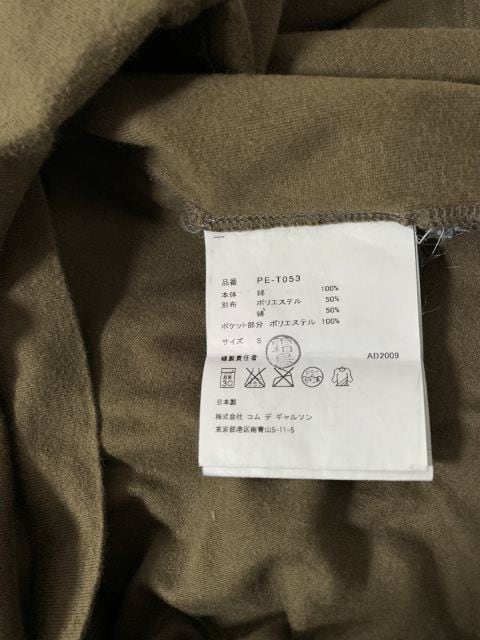 品番 PE-T053
本体 綿 100%
別布 ポリエステル 50%
綿 50%
ポケット部分 ポリエステル 100%
サイズ S
縫製責任者 AD2009
日本製
株式会社 コム デ ギャルソン
東京都港区南青山5-11-5